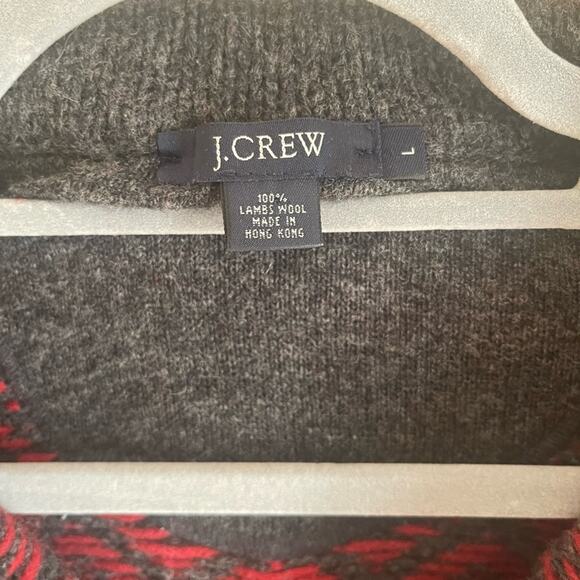 J.CREW
L
100%
LAMBS WOOL
MADE IN
HONG KONG